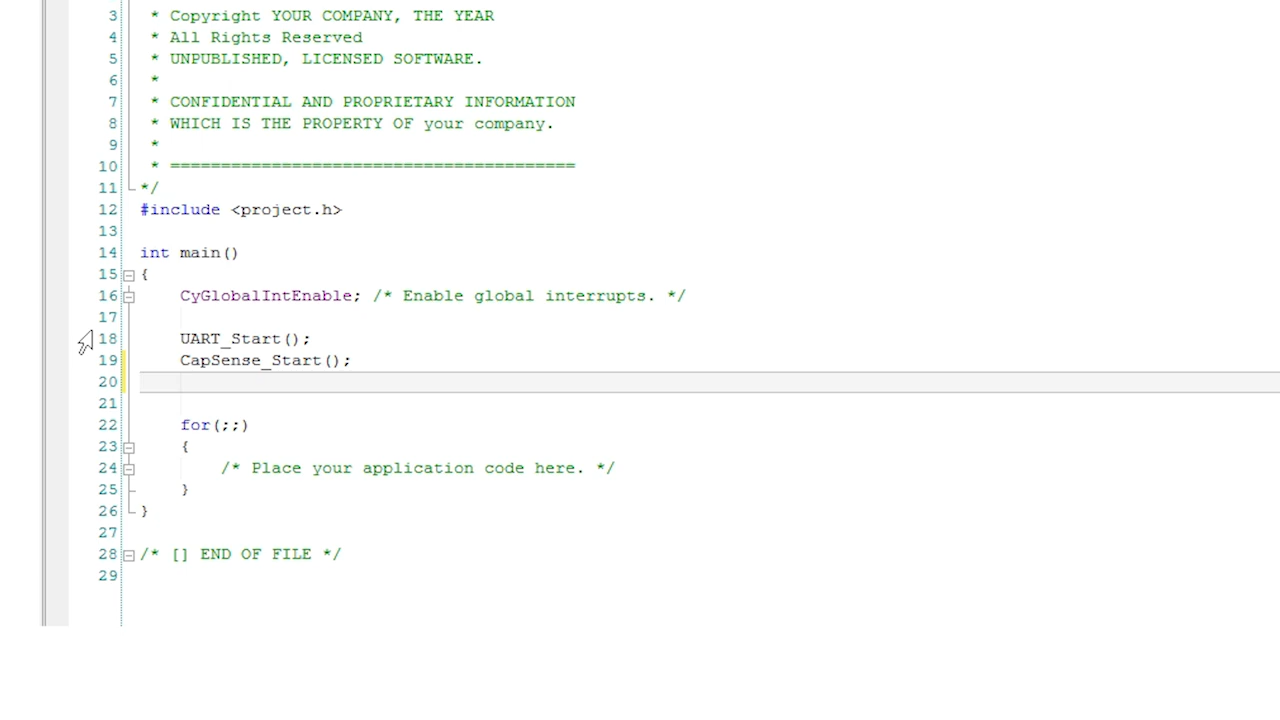 3 * Copyright YOUR COMPANY, THE YEAR
4 * All Rights Reserved
5 * UNPUBLISHED, LICENSED SOFTWARE.
6 *
7 * CONFIDENTIAL AND PROPRIETARY INFORMATION
8 * WHICH IS THE PROPERTY OF your company.
9 *
10 * ========================================
11 */
12 #include <project.h>
13
14 int main()
15 {
16 CyGlobalIntEnable; /* Enable global interrupts. */
17
18 UART_Start();
19 CapSense_Start();
20
21
22 for(;;)
23 {
24 /* Place your application code here. */
25 }
26 }
27
28 /* [] END OF FILE */
29